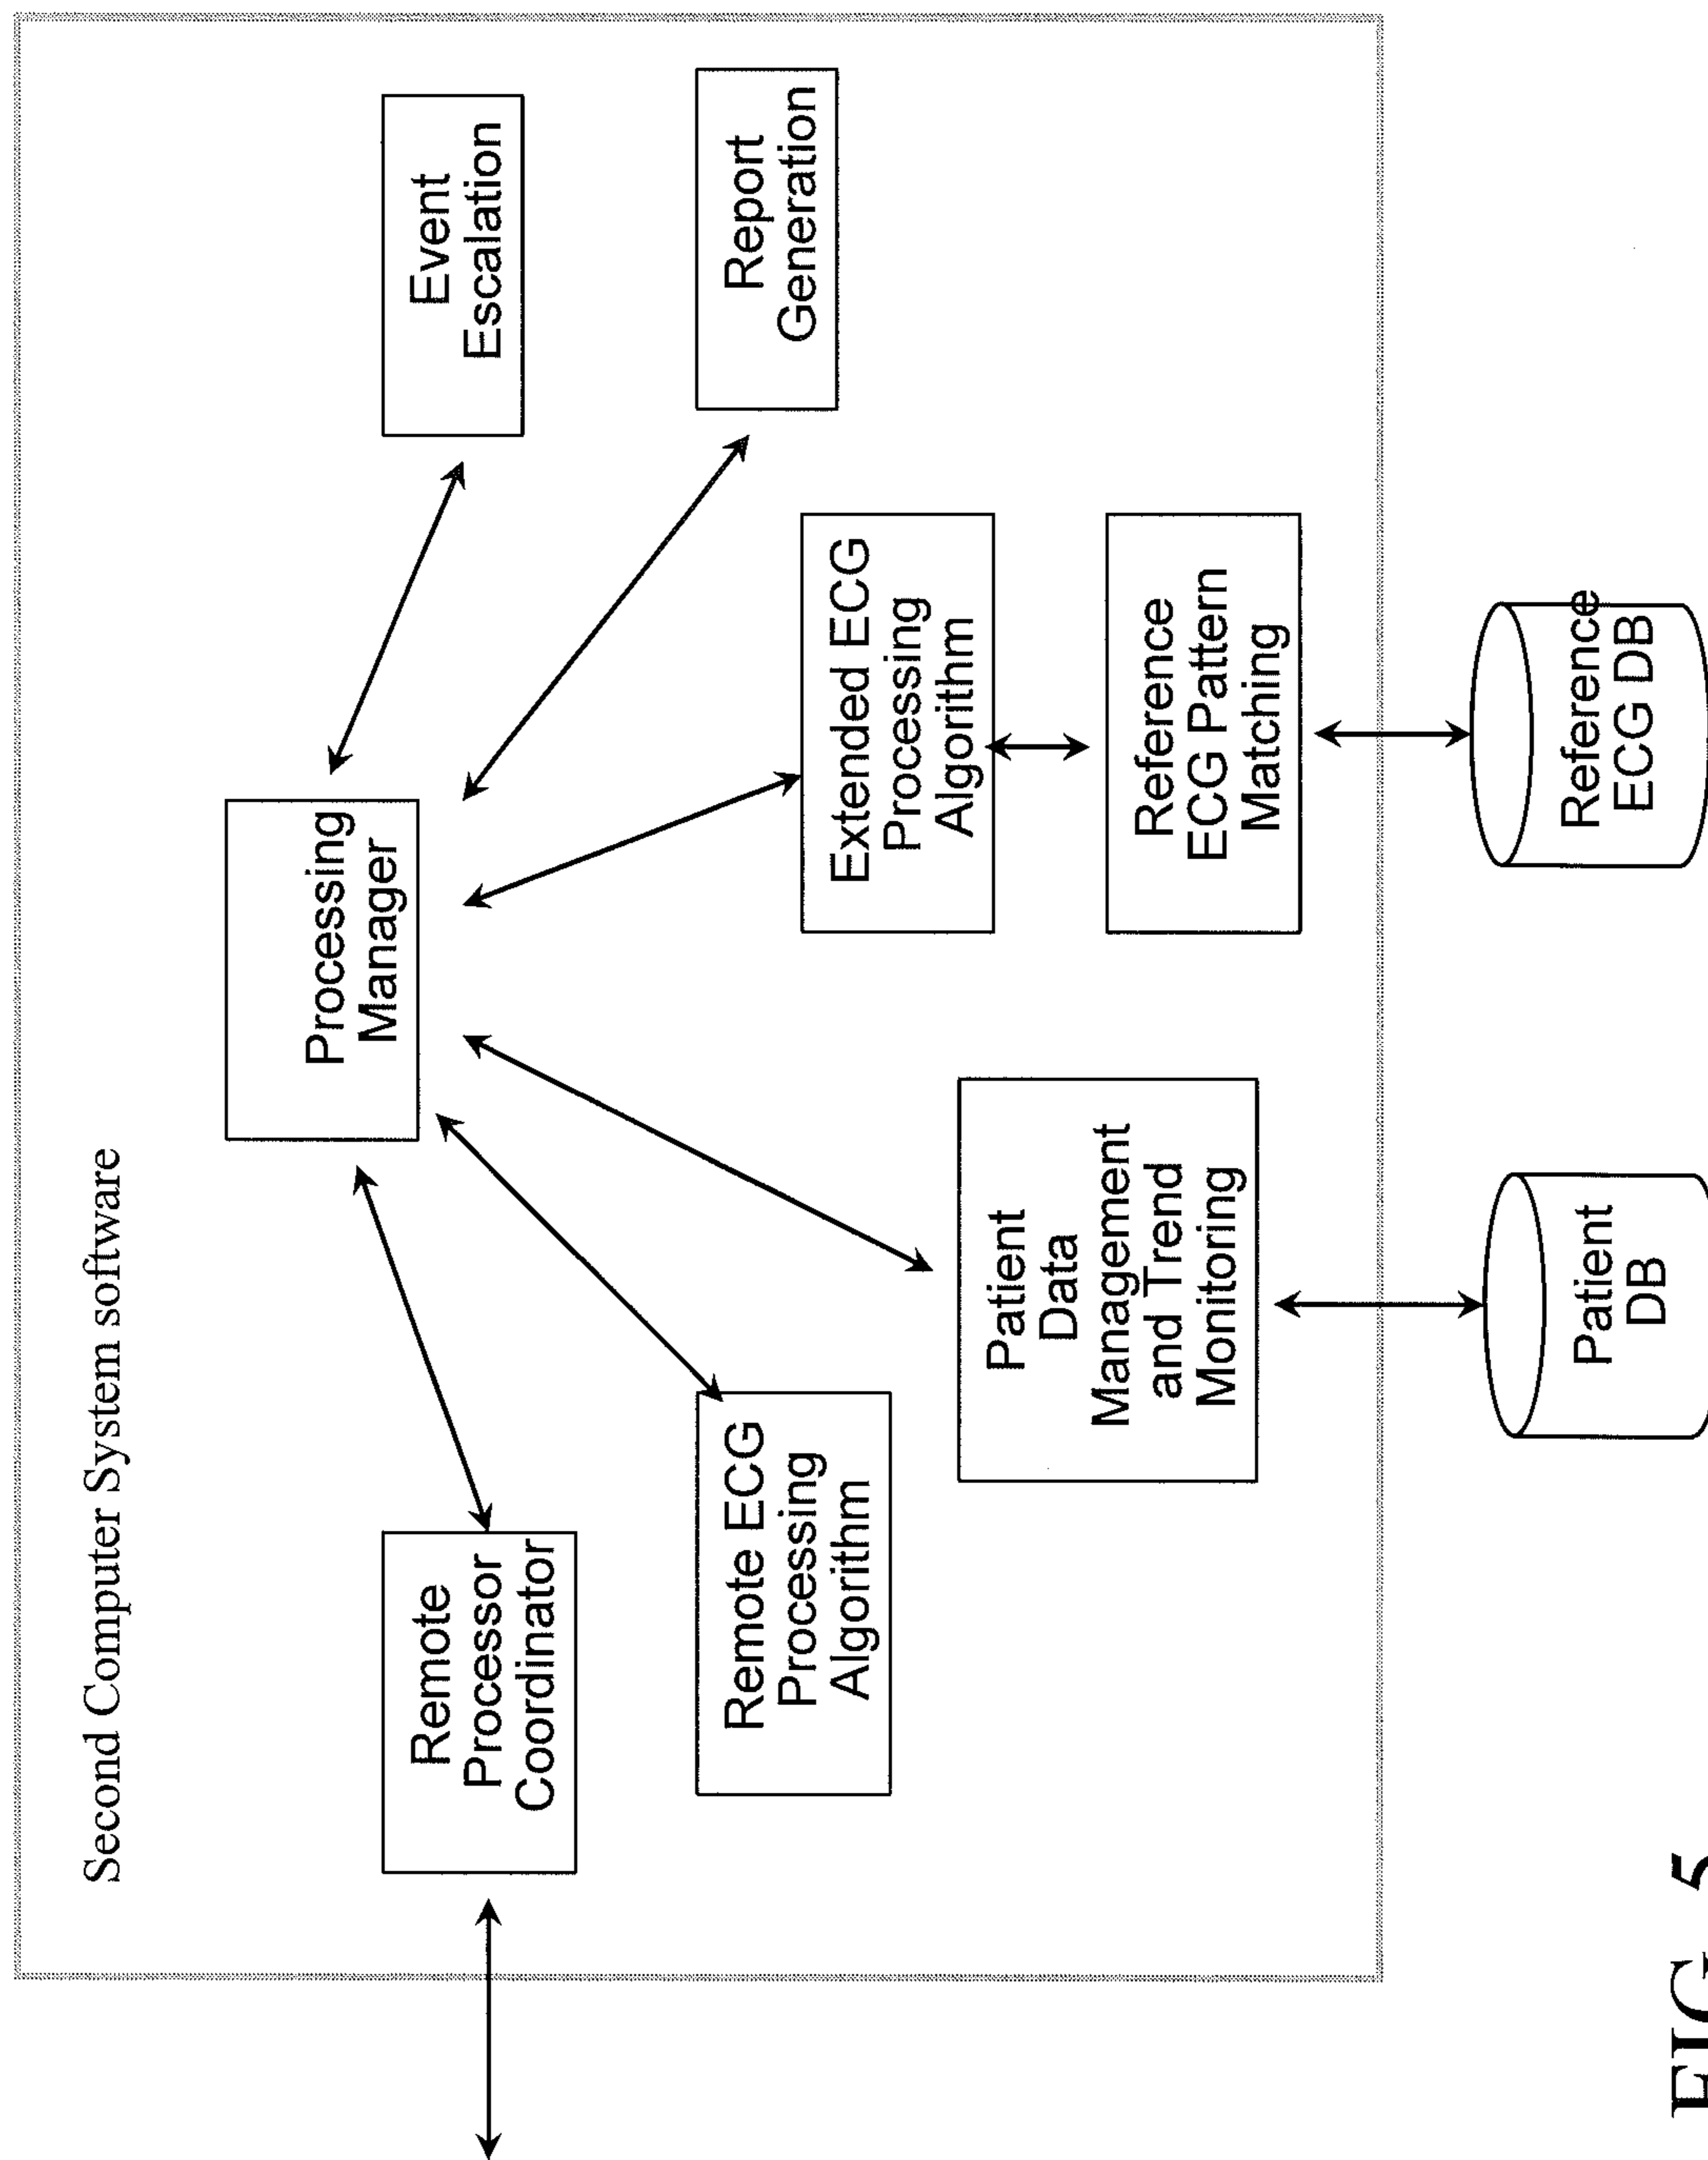 Second Computer System software
Processing
Manager
Remote
Processor
Coordinator
Event
Escalation
Remote ECG
Processing
Algorithm
Report
Generation
Extended ECG
Processing
Algorithm
Patient
Data
Management
and Trend
Monitoring
Reference
ECG Pattern
Matching
Patient
DB
Reference
ECG DB
FIG. 5